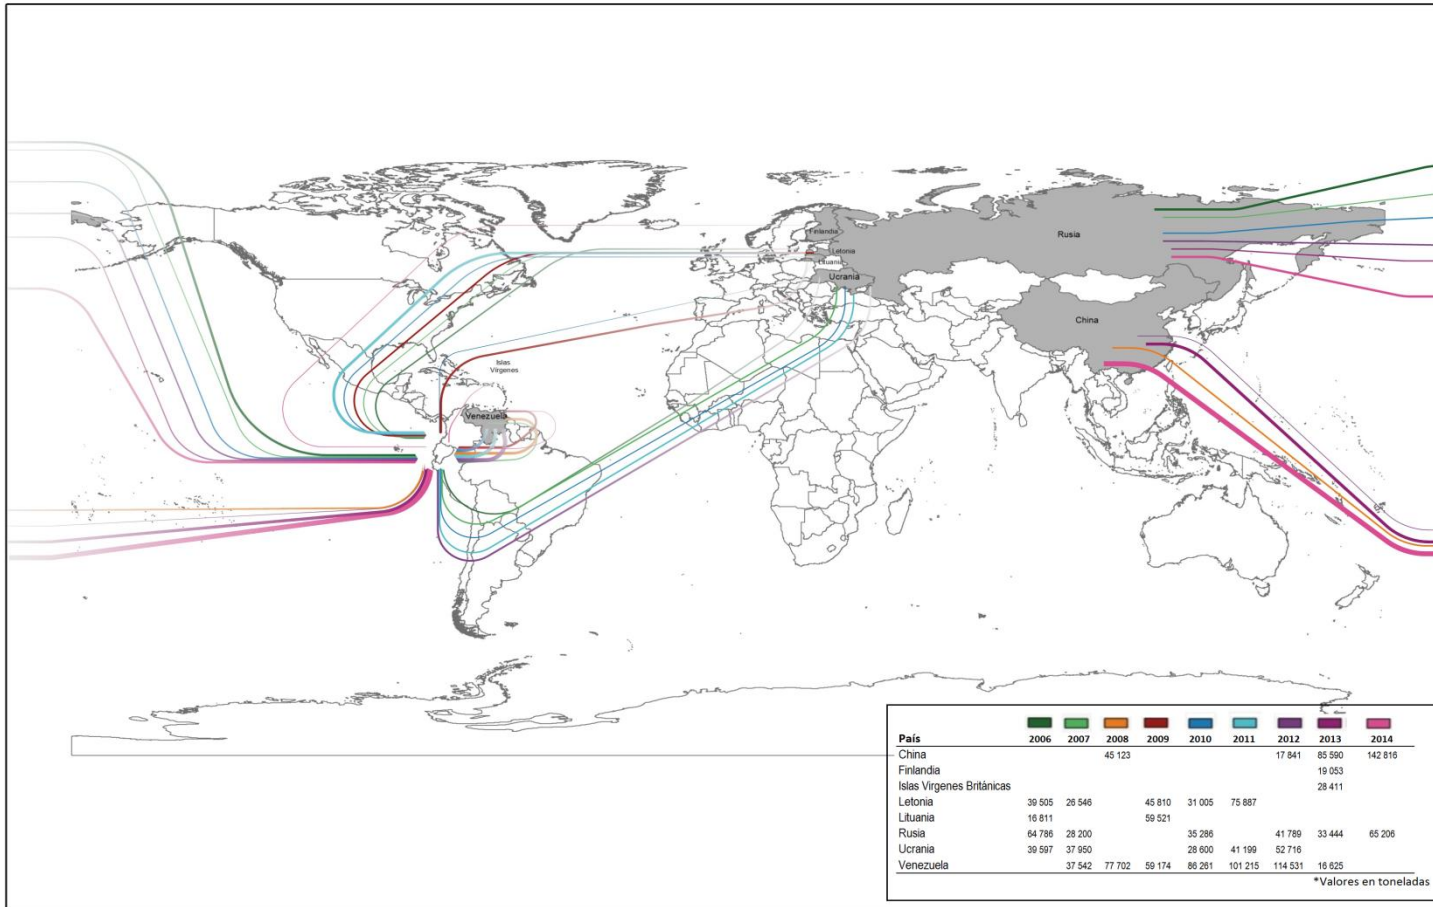 Finlandia
Rusia
Letonia
Lituania
Ucrania
China
Islas
Vírgenes
Venezuela
País 2006 2007 2008 2009 2010 2011 2012 2013 2014
China 45 123 17 841 85 590 142 816
Finlandia 19 053
Islas Virgenes Británicas 28 411
Letonia 39 505 26 546 45 810 31 005 75 887
Lituania 16 811 59 521
Rusia 64 786 28 200 35 286 41 789 33 444 65 206
Ucrania 39 597 37 950 28 600 41 199 52 716
Venezuela 37 542 77 702 59 174 86 261 101 215 114 531 16 625
*Valores en toneladas